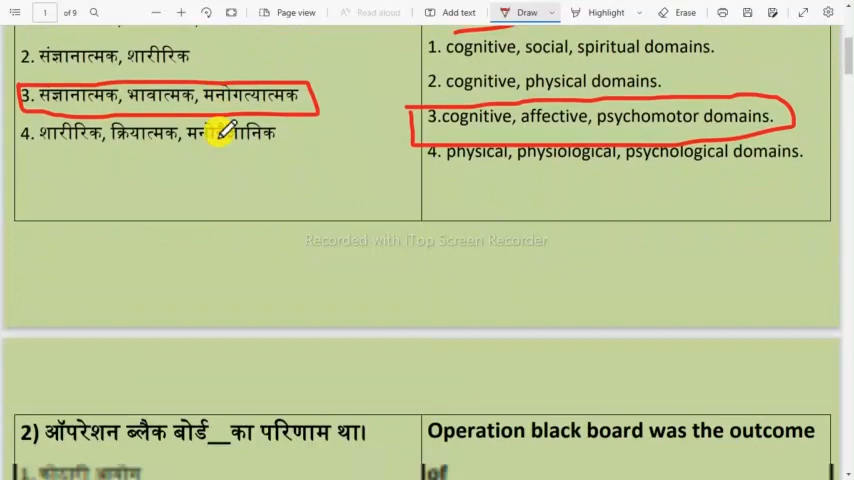 1
of 9
Page view
Read aloud
Add text
Draw
Highlight
Erase
2. संज्ञानात्मक, शारीरिक
3. सज्ञानात्मक, भावात्मक, मनोगत्यात्मक
4. शारीरिक, क्रियात्मक,
1. cognitive, social, spiritual domains.
2. cognitive, physical domains.
3.cognitive, affective, psychomotor domains.
4. physical, physiological, psychological domains.
Recorded with iTop Screen Recorder
2) ऑपरेशन ब्लैक बोर्ड__का परिणाम था।
Operation black board was the outcome
of